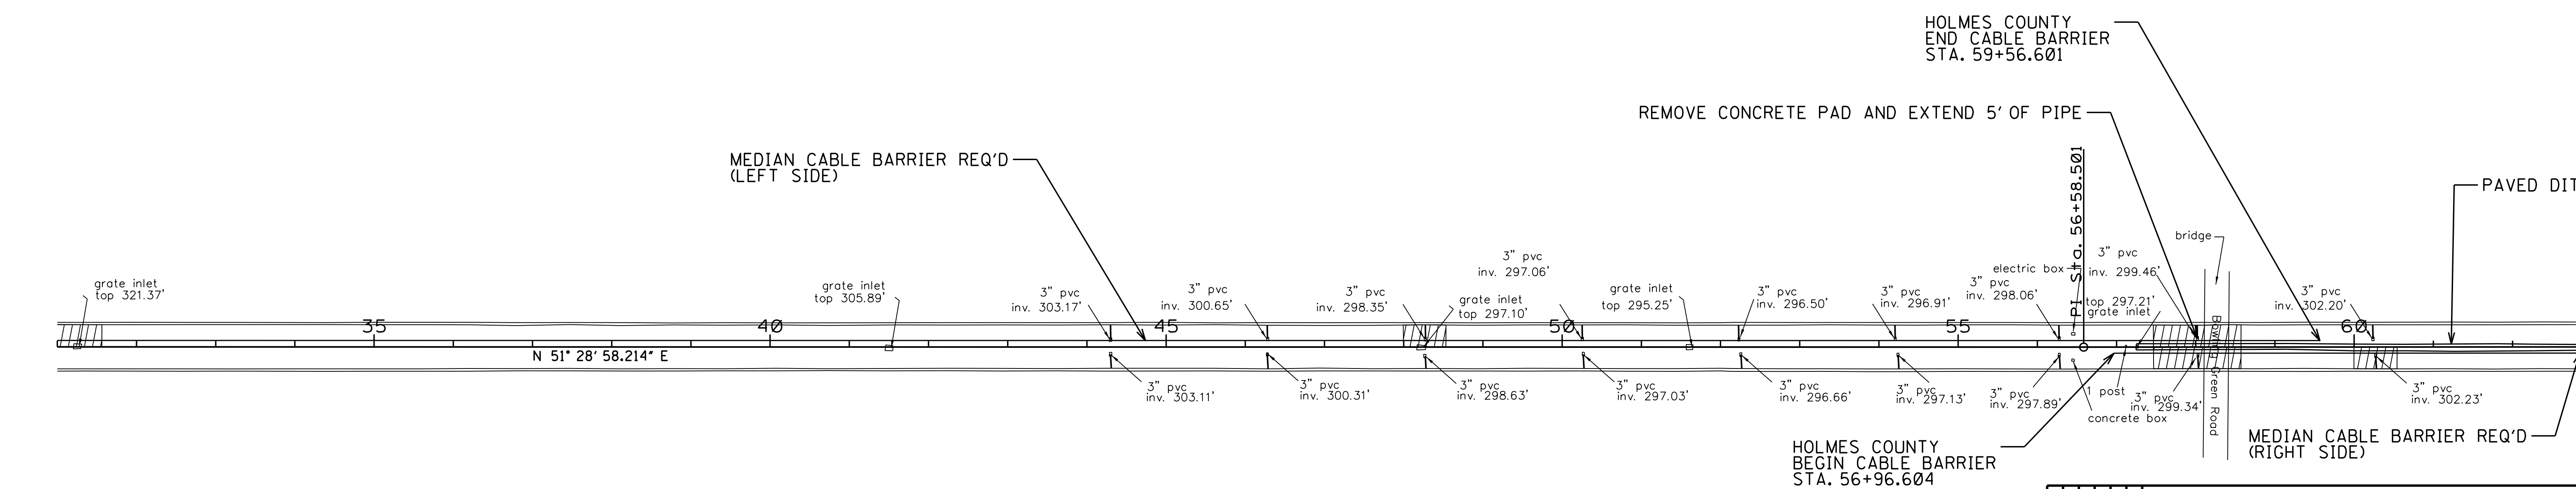 HOLMES COUNTY
END CABLE BARRIER
STA. 59+56.601
REMOVE CONCRETE PAD AND EXTEND 5' OF PIPE
MEDIAN CABLE BARRIER REQ'D
(LEFT SIDE)
PI Sta. 56+58.501
PAVED DIT
bridge
grate inlet
top 321.37'
grate inlet
top 305.89'
3" pvc
inv. 303.17'
3" pvc
inv. 300.65'
3" pvc
inv. 298.35'
grate inlet
top 297.10'
3" pvc
inv. 297.06'
grate inlet
top 295.25'
3" pvc
inv. 296.50'
3" pvc
inv. 296.91'
3" pvc
inv. 298.06'
electric box
3" pvc
inv. 299.46'
top 297.21'
grate inlet
3" pvc
inv. 302.20'
35
40
45
50
55
60
N 51° 28' 58.214" E
3" pvc
inv. 303.11'
3" pvc
inv. 300.31'
3" pvc
inv. 298.63'
3" pvc
inv. 297.03'
3" pvc
inv. 296.66'
3" pvc
inv. 297.13'
3" pvc
inv. 297.89'
1 post
3" pvc
inv. 299.34'
concrete box
Bowling Green Road
3" pvc
inv. 302.23'
HOLMES COUNTY
BEGIN CABLE BARRIER
STA. 56+96.604
MEDIAN CABLE BARRIER REQ'D
(RIGHT SIDE)